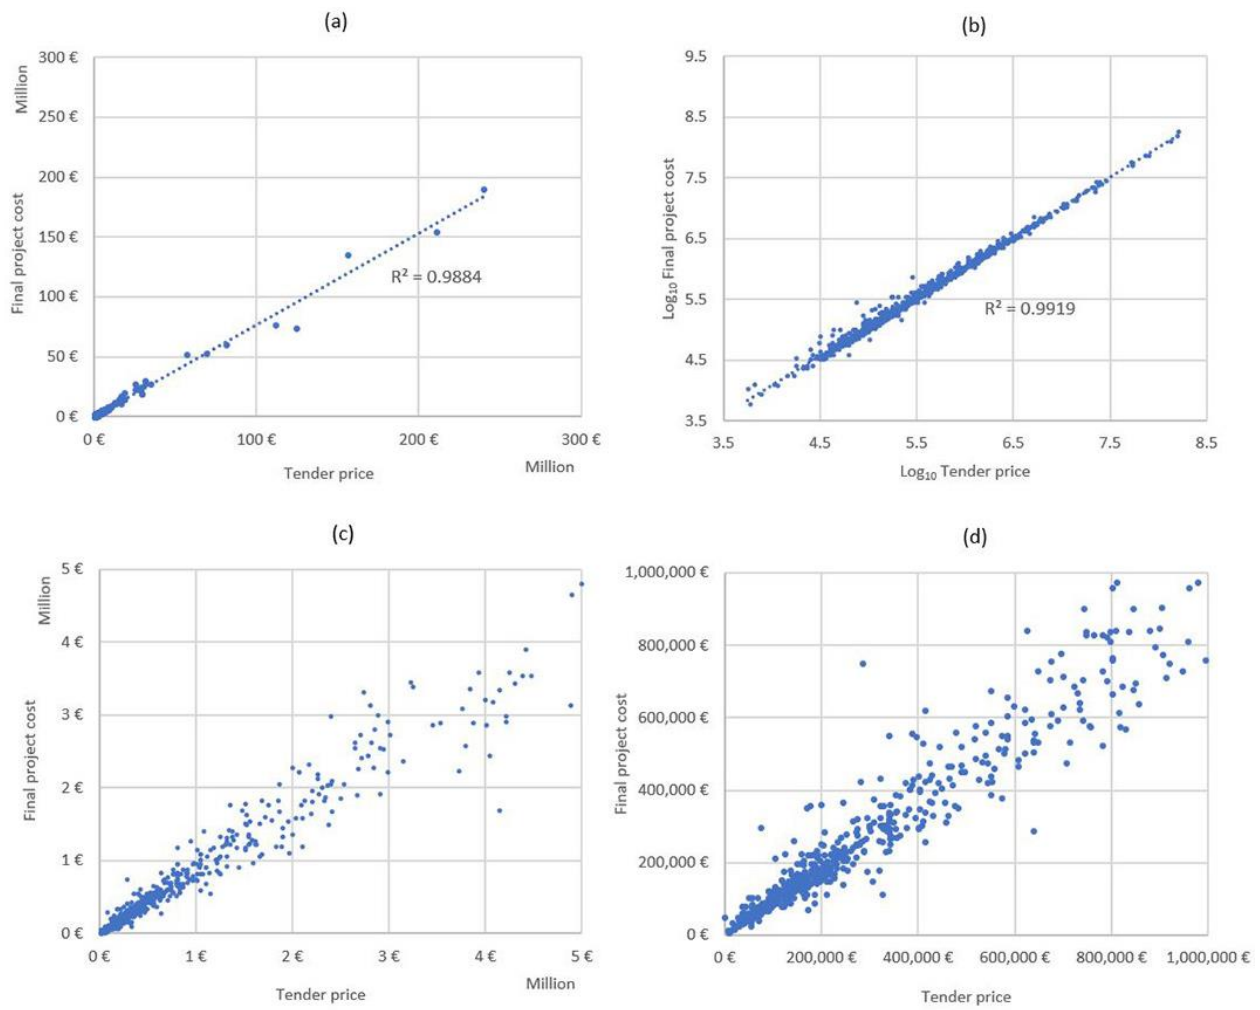 (a)
Million
Final project cost
300 €
250 €
200 €
150 €
100 €
50 €
0 €
R² = 0.9884
0 €
100 €
200 €
300 €
Tender price
Million
(b)
Log₁₀ Final project cost
9.5
8.5
7.5
6.5
5.5
4.5
3.5
R² = 0.9919
3.5
4.5
5.5
6.5
7.5
8.5
Log₁₀ Tender price
(c)
Million
Final project cost
5 €
4 €
3 €
2 €
1 €
0 €
0 €
1 €
2 €
3 €
4 €
5 €
Million
Tender price
(d)
Final project cost
1,000,000 €
800,000 €
600,000 €
400,000 €
200,000 €
0 €
0 €
200,000 €
400,000 €
600,000 €
800,000 €
1,000,000 €
Tender price